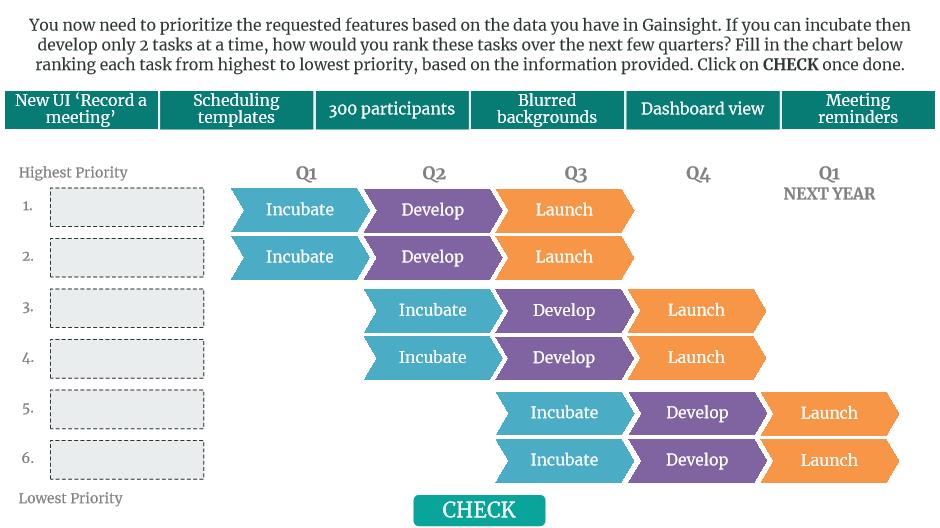 You now need to prioritize the requested features based on the data you have in Gainsight. If you can incubate then
develop only 2 tasks at a time, how would you rank these tasks over the next few quarters? Fill in the chart below
ranking each task from highest to lowest priority, based on the information provided. Click on CHECK once done.
New UI ‘Record a
meeting’
Scheduling
templates
300 participants
Blurred
backgrounds
Dashboard view
Meeting
reminders
Highest Priority
Q1
Q2
Q3
Q4
Q1
NEXT YEAR
1.
Incubate
Develop
Launch
2.
Incubate
Develop
Launch
3.
Incubate
Develop
Launch
4.
Incubate
Develop
Launch
5.
Incubate
Develop
Launch
6.
Incubate
Develop
Launch
Lowest Priority
CHECK